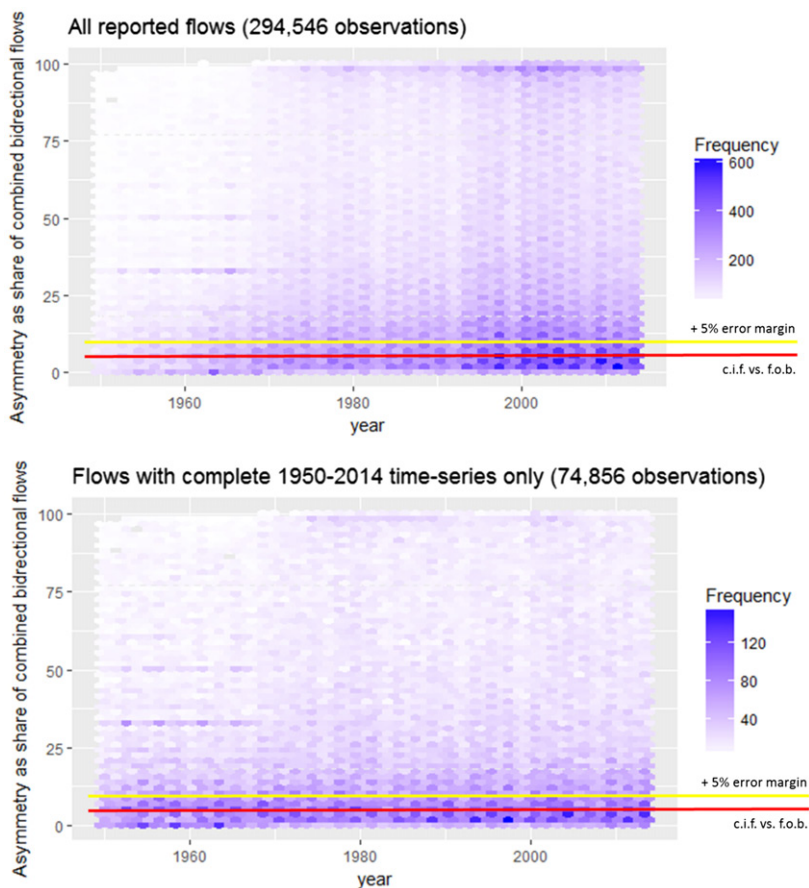 All reported flows (294,546 observations)
Asymmetry as share of combined bidrectional flows
100
75
50
25
0
1960
1980
2000
year
Frequency
600
400
200
+ 5% error margin
c.i.f. vs. f.o.b.
Flows with complete 1950-2014 time-series only (74,856 observations)
Asymmetry as share of combined bidrectional flows
100
75
50
25
0
1960
1980
2000
year
Frequency
120
80
40
+ 5% error margin
c.i.f. vs. f.o.b.